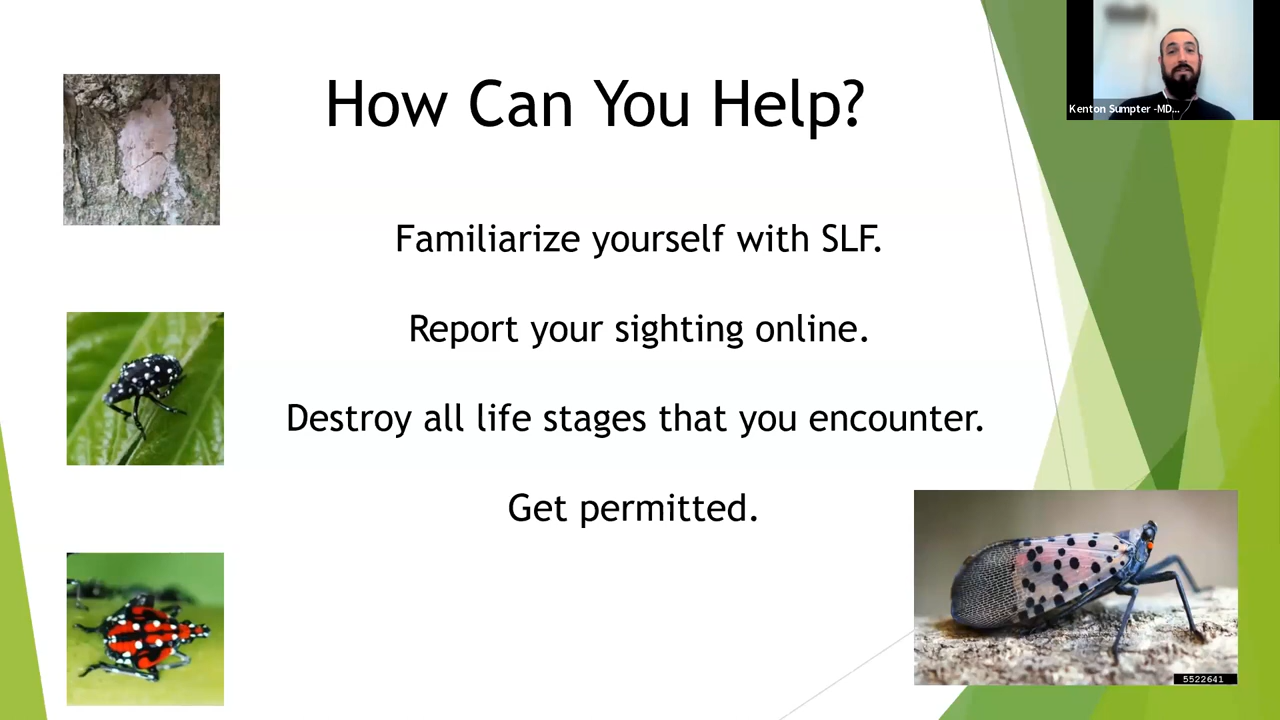 How Can You Help?
Kenton Sumpter -MD...
Familiarize yourself with SLF.
Report your sighting online.
Destroy all life stages that you encounter.
Get permitted.
5522641